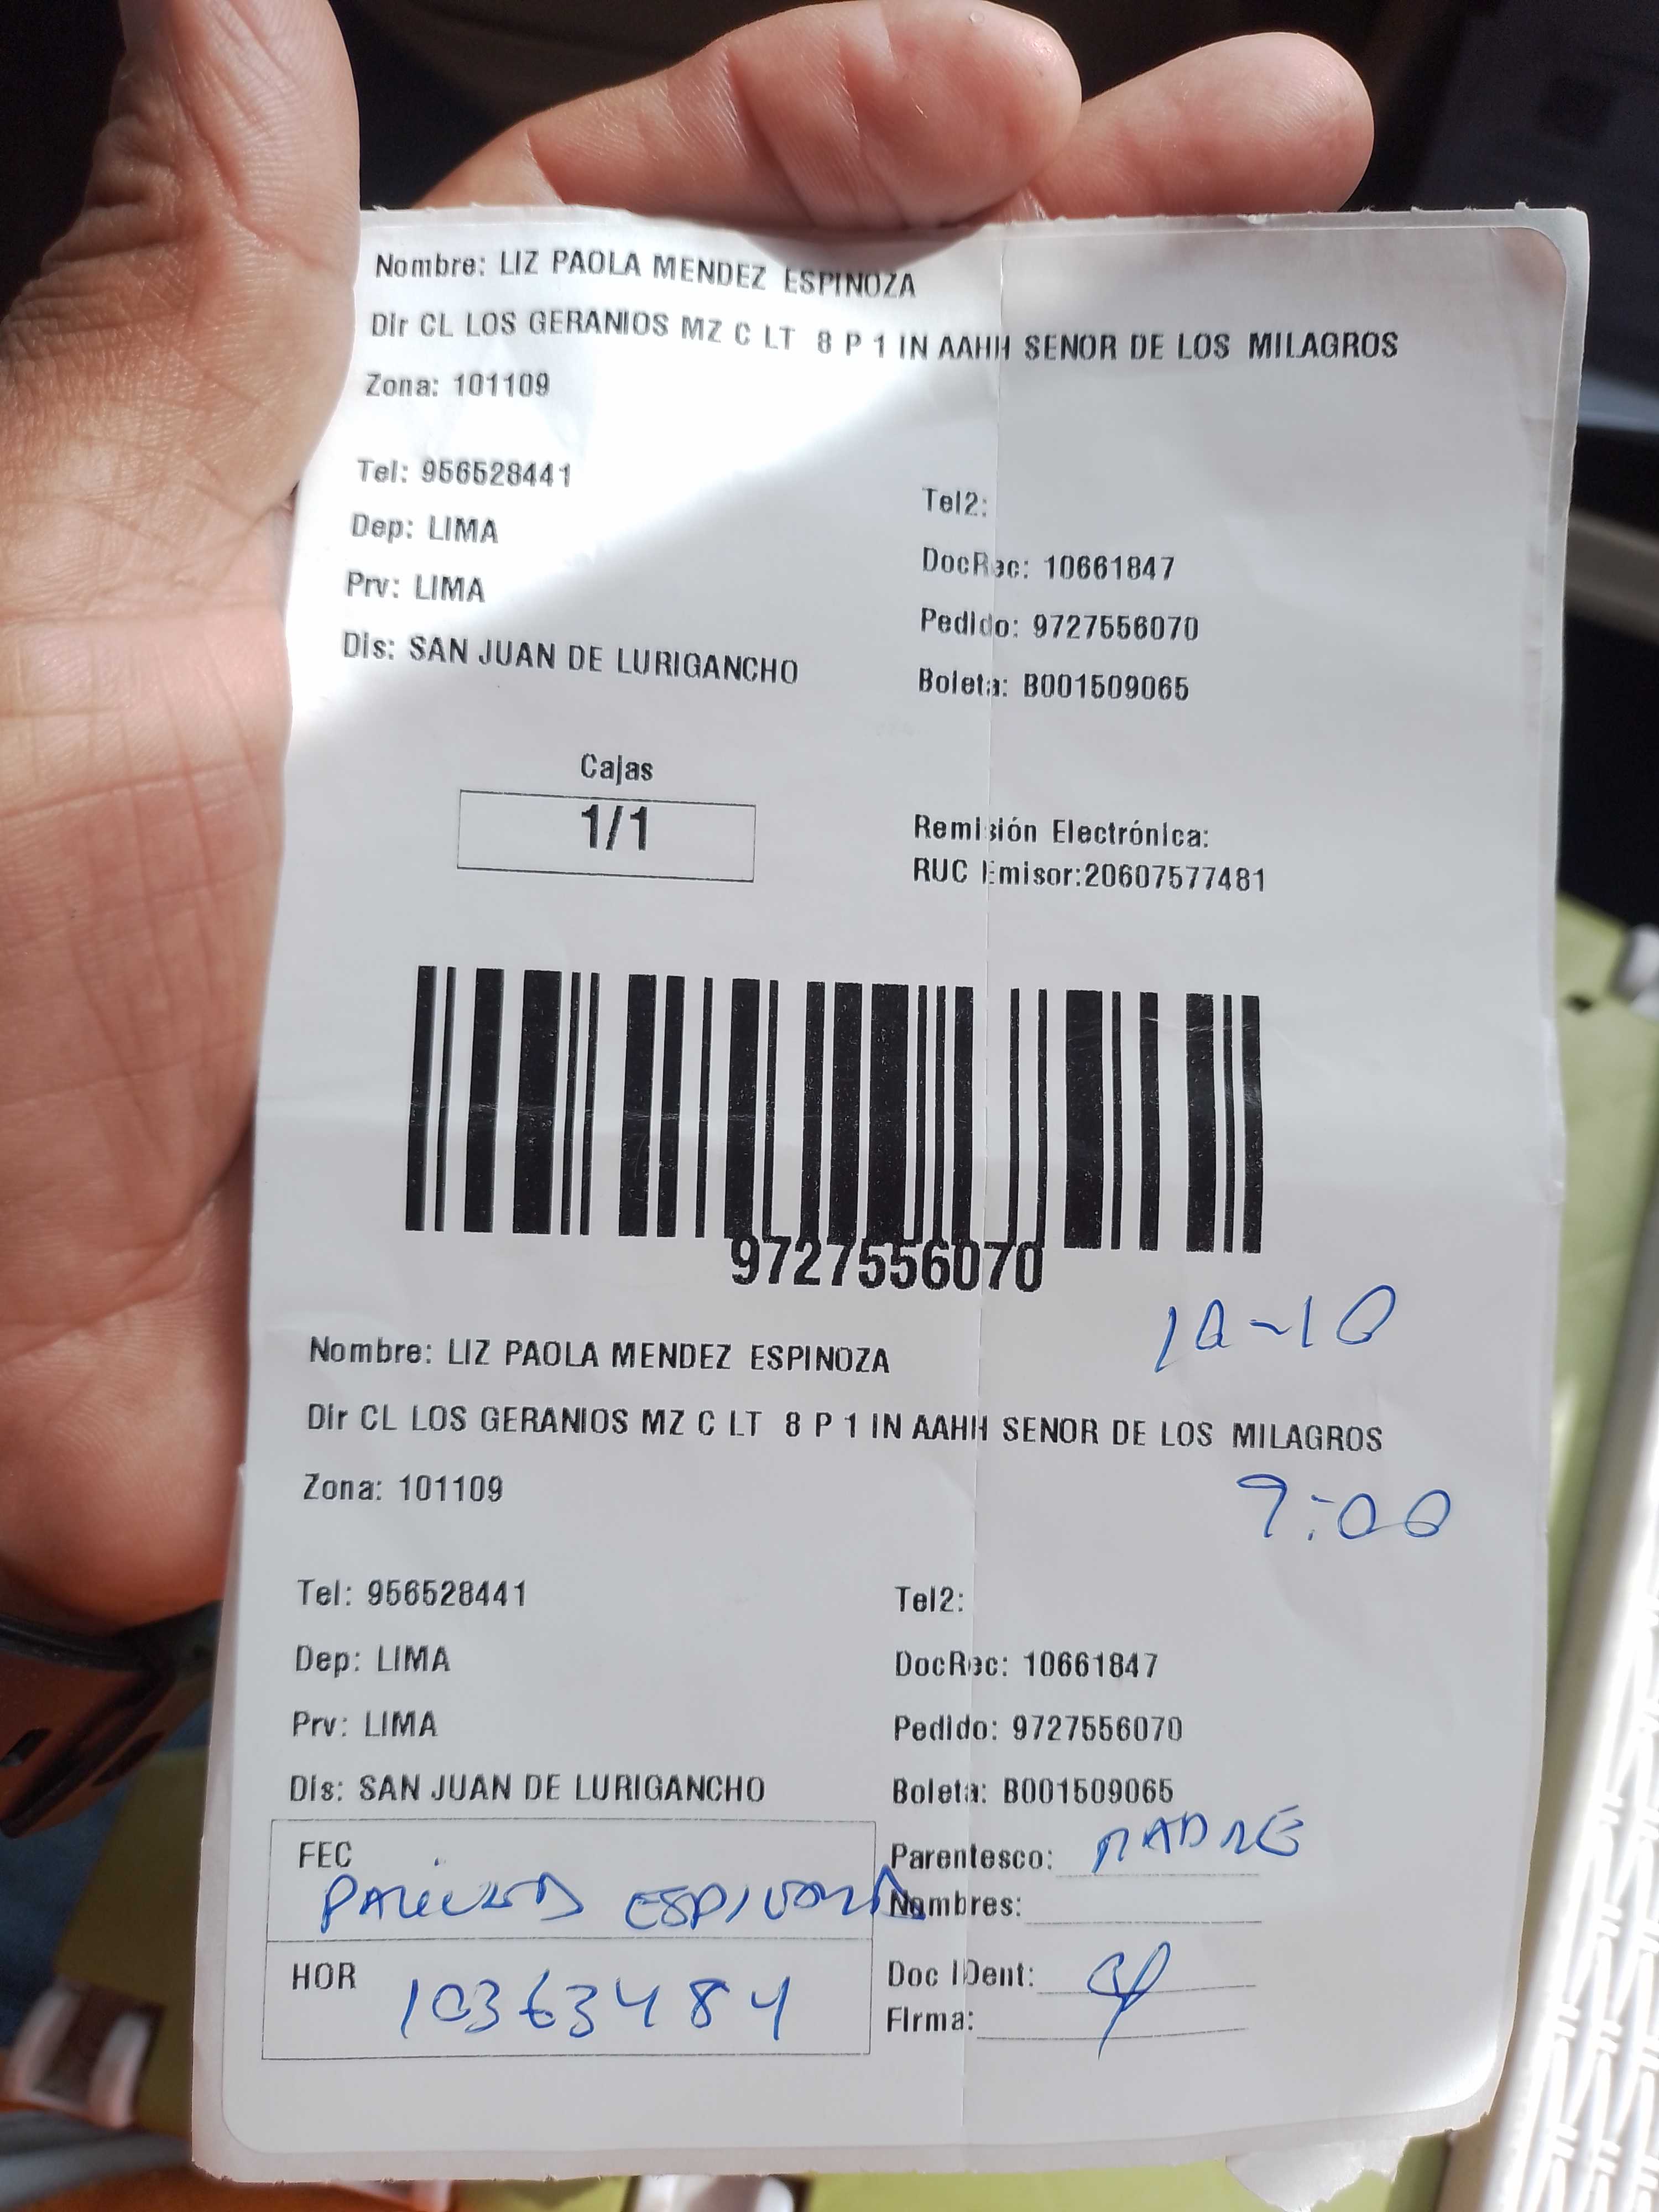 Nombre: LIZ PAOLA MENDEZ ESPINOZA
Dir CL LOS GERANIOS MZ C LT 8 P 1 IN AAHH SENOR DE LOS MILAGROS
Zona: 101109
Tel: 956528441
Tel2:
Dep: LIMA
DocRec: 10661847
Prv: LIMA
Pedido: 9727556070
Dis: SAN JUAN DE LURIGANCHO
Boleta: B001509065
Cajas
1/1
Remisión Electrónica:
RUC Emisor:20607577481
9727556070
10-10
Nombre: LIZ PAOLA MENDEZ ESPINOZA
Dir CL LOS GERANIOS MZ C LT 8 P 1 IN AAHH SENOR DE LOS MILAGROS
9:00
Zona: 101109
Tel: 956528441
Tel2:
Dep: LIMA
DocRec: 10661847
Prv: LIMA
Pedido: 9727556070
Dis: SAN JUAN DE LURIGANCHO
Boleta: B001509065
FEC
Parentesco: MADRE
ESPINOZA
Nombres:
HOR 10363484
Doc IDent:
Firma: